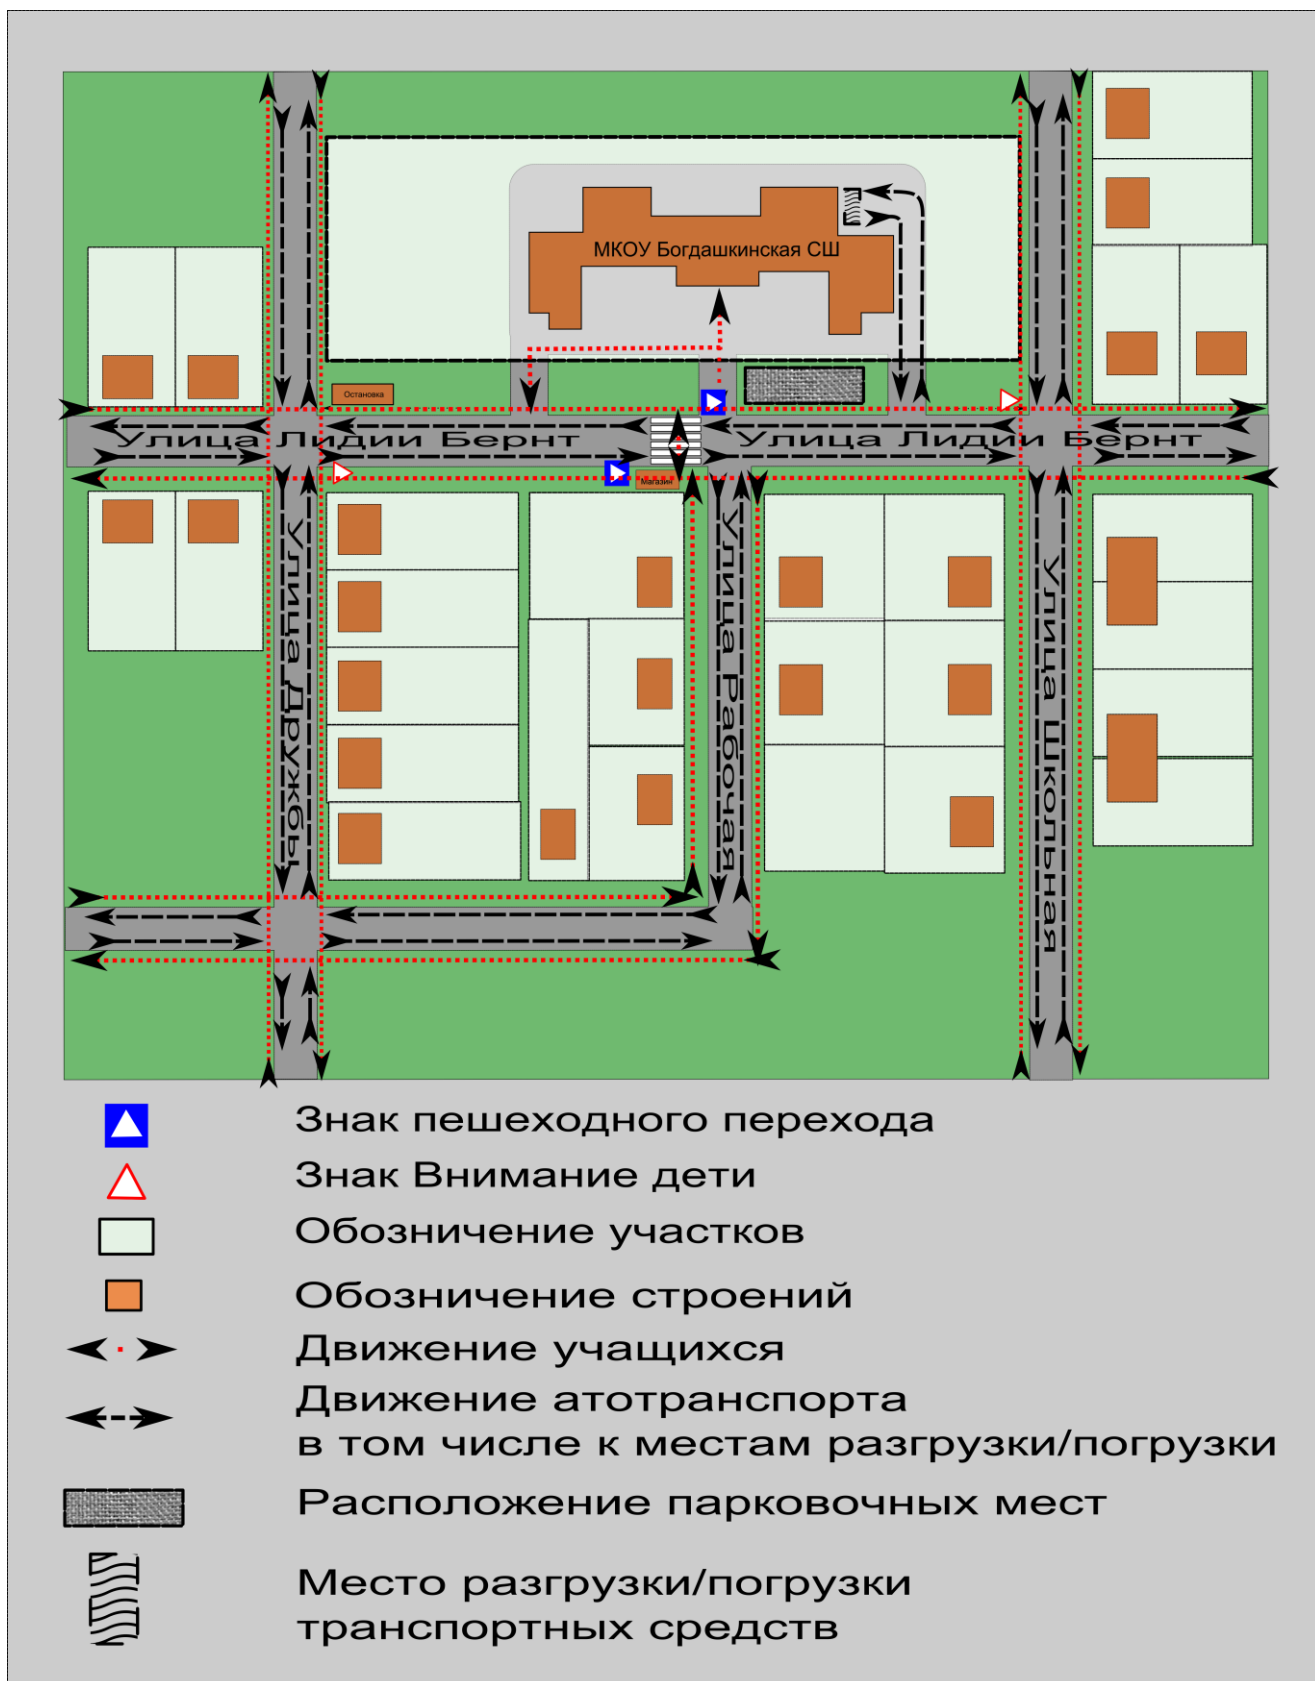 МКОУ Богдашкинская СШ
Остановка
Улица Лидии Бернт
Улица Лидии Бернт
Магазин
Улица Дружбы
Улица Рабочая
Улица Школьная
Знак пешеходного перехода
Знак Внимание дети
Обозничение участков
Обозничение строений
Движение учащихся
Движение атотранспорта
в том числе к местам разгрузки/погрузки
Расположение парковочных мест
Место разгрузки/погрузки
транспортных средств